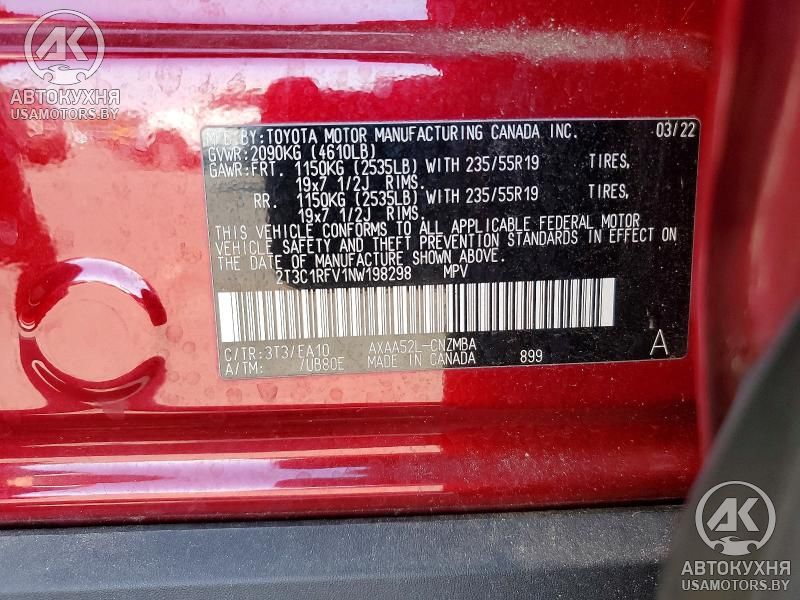 АК
АВТОКУХНЯ
USAMOTORS.BY
MFD.BY:TOYOTA MOTOR MANUFACTURING CANADA INC. 03/22
GVWR:2090KG (4610LB)
GAWR:FRT. 1150KG (2535LB) WITH 235/55R19 TIRES,
19x7 1/2J RIMS.
RR. 1150KG (2535LB) WITH 235/55R19 TIRES,
19x7 1/2J RIMS.
THIS VEHICLE CONFORMS TO ALL APPLICABLE FEDERAL MOTOR
VEHICLE SAFETY AND THEFT PREVENTION STANDARDS IN EFFECT ON
THE DATE OF MANUFACTURE SHOWN ABOVE.
2T3C1RFV1NW198298 MPV
C/TR:3T3/EA10 AXAA52L-CNZMBA
A/TM: /UB80E MADE IN CANADA 899 A
АК
АВТОКУХНЯ
USAMOTORS.BY